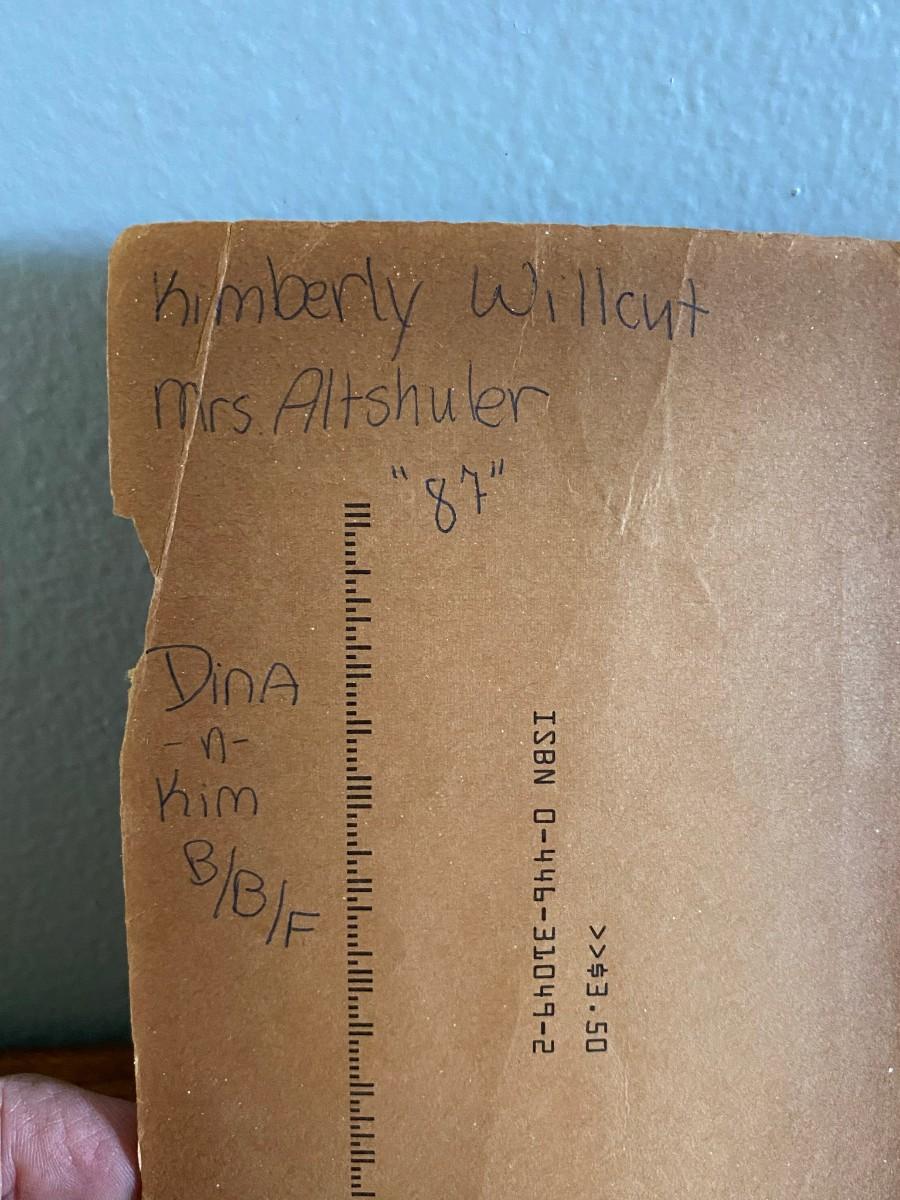 Kimberly Willcut
Mrs. Altshuler
"87"
DinA
-n-
Kim
B/B/F
ISBN 0-446-31049-2
>>$3.50